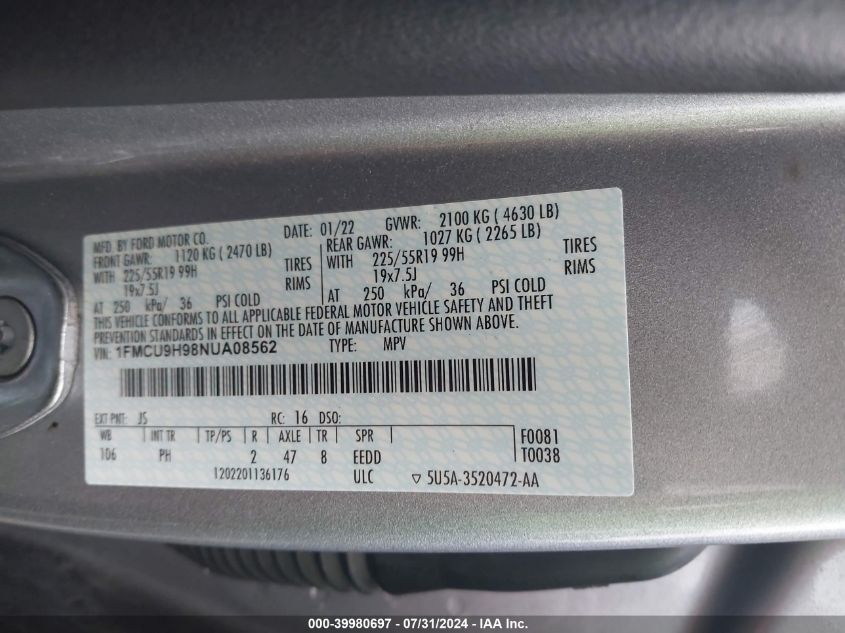 MFD. BY FORD MOTOR CO. DATE: 01/22 GVWR: 2100 KG ( 4630 LB)
FRONT GAWR: 1120 KG ( 2470 LB) REAR GAWR: 1027 KG ( 2265 LB)
WITH 225/55R19 99H TIRES WITH 225/55R19 99H TIRES
19x7.5J RIMS 19x7.5J RIMS
AT 250 kPa/ 36 PSI COLD AT 250 kPa/ 36 PSI COLD
THIS VEHICLE CONFORMS TO ALL APPLICABLE FEDERAL MOTOR VEHICLE SAFETY AND THEFT
PREVENTION STANDARDS IN EFFECT ON THE DATE OF MANUFACTURE SHOWN ABOVE.
VIN: 1FMCU9H98NUA08562 TYPE: MPV
EXT PNT: JS RC: 16 DSO:
WB INT TR TP/PS R AXLE TR SPR F0081
106 PH 2 47 8 EEDD T0038
1202201136176 ULC ▽ 5U5A-3520472-AA
000-39980697 / 07/31/2024 - IAA Inc.